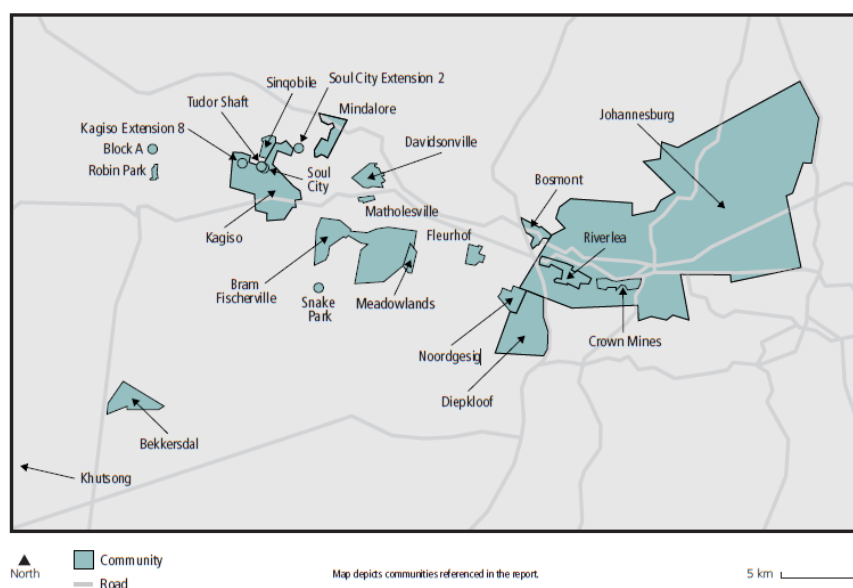 Soul City Extension 2
Sinqobile
Tudor Shaft
Mindalore
Kagiso Extension 8
Block A
Robin Park
Soul
City
Davidsonville
Johannesburg
Bosmont
Matholesville
Kagiso
Fleurhof
Riverlea
Bram
Fischerville
Snake
Park
Meadowlands
Crown Mines
Noordgesig
Diepkloof
Bekkersdal
Khutsong
North
Community
Road
Map depicts communities referenced in the report.
5 km